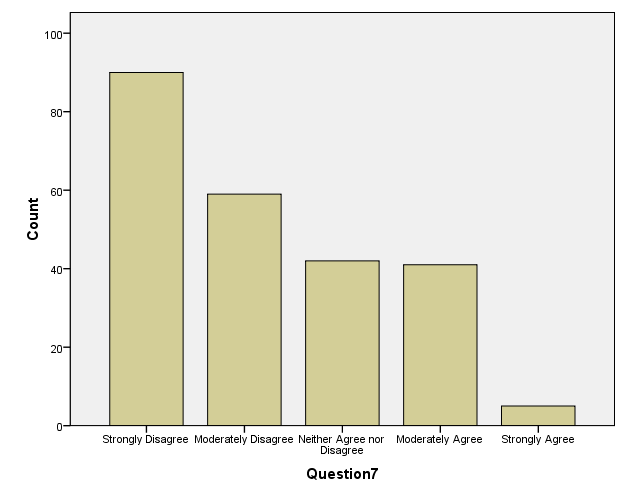 100
80
60
40
20
0
Count
Strongly Disagree
Moderately Disagree
Neither Agree nor
Disagree
Moderately Agree
Strongly Agree
Question7